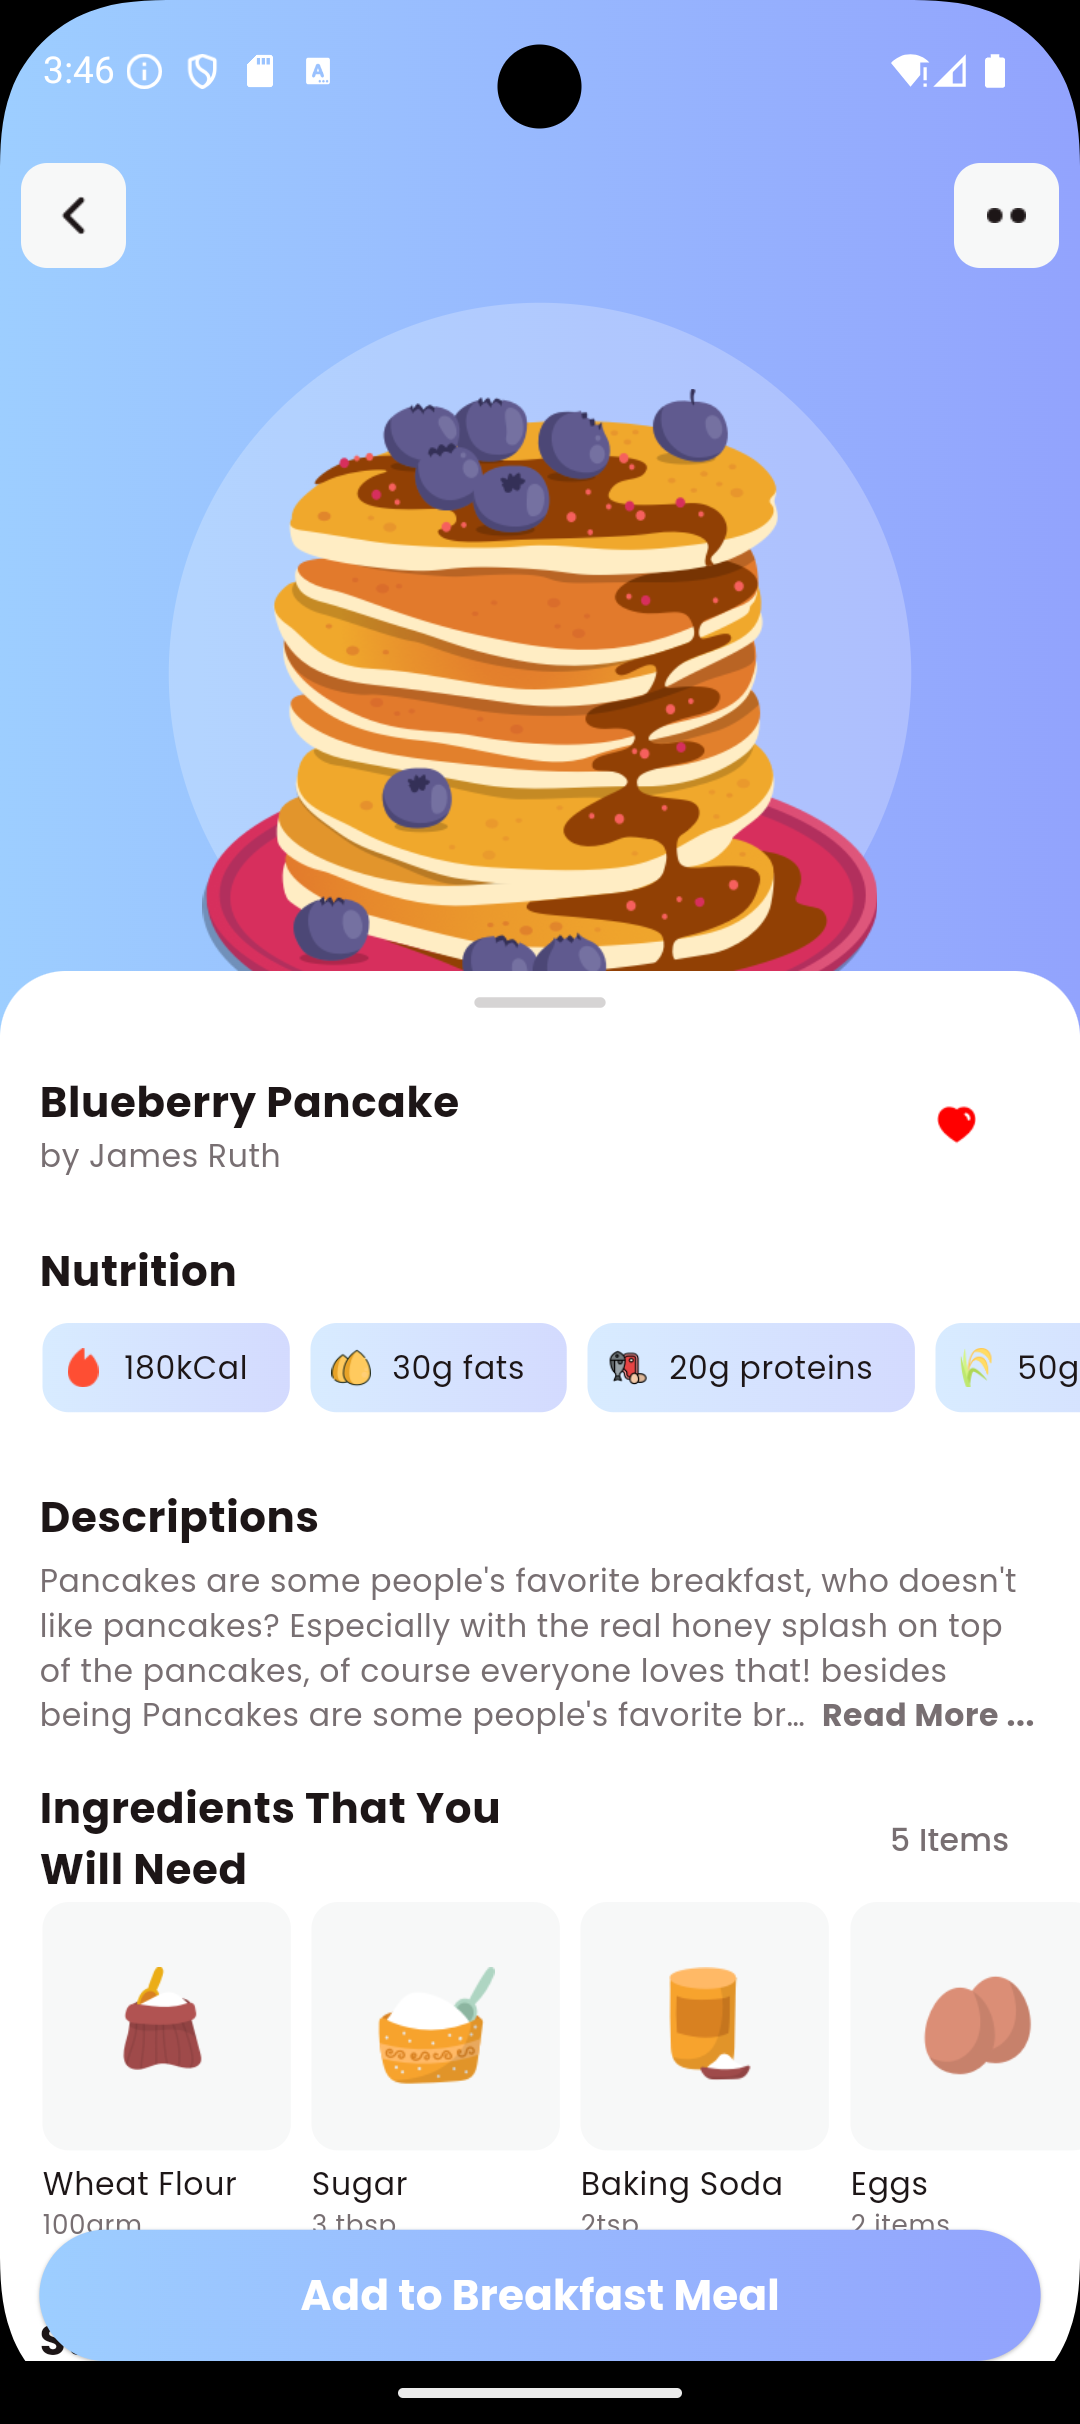 3:46
Blueberry Pancake
by James Ruth
Nutrition
180kCal
30g fats
20g proteins
50g
Descriptions
Pancakes are some people's favorite breakfast, who doesn't
like pancakes? Especially with the real honey splash on top
of the pancakes, of course everyone loves that! besides
being Pancakes are some people's favorite br... Read More ...
Ingredients That You
Will Need
5 Items
Wheat Flour
Sugar
Baking Soda
Eggs
100grm
3 tbsp
2tsp
2 items
Add to Breakfast Meal